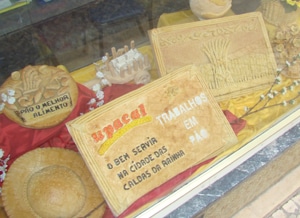 PÃO O MELHOR
ALIMENTO
upacal
O BEM SERVIR
NA CIDADE DAS
CALDAS DA RAINHA
TRABALHOS
EM
PÃO